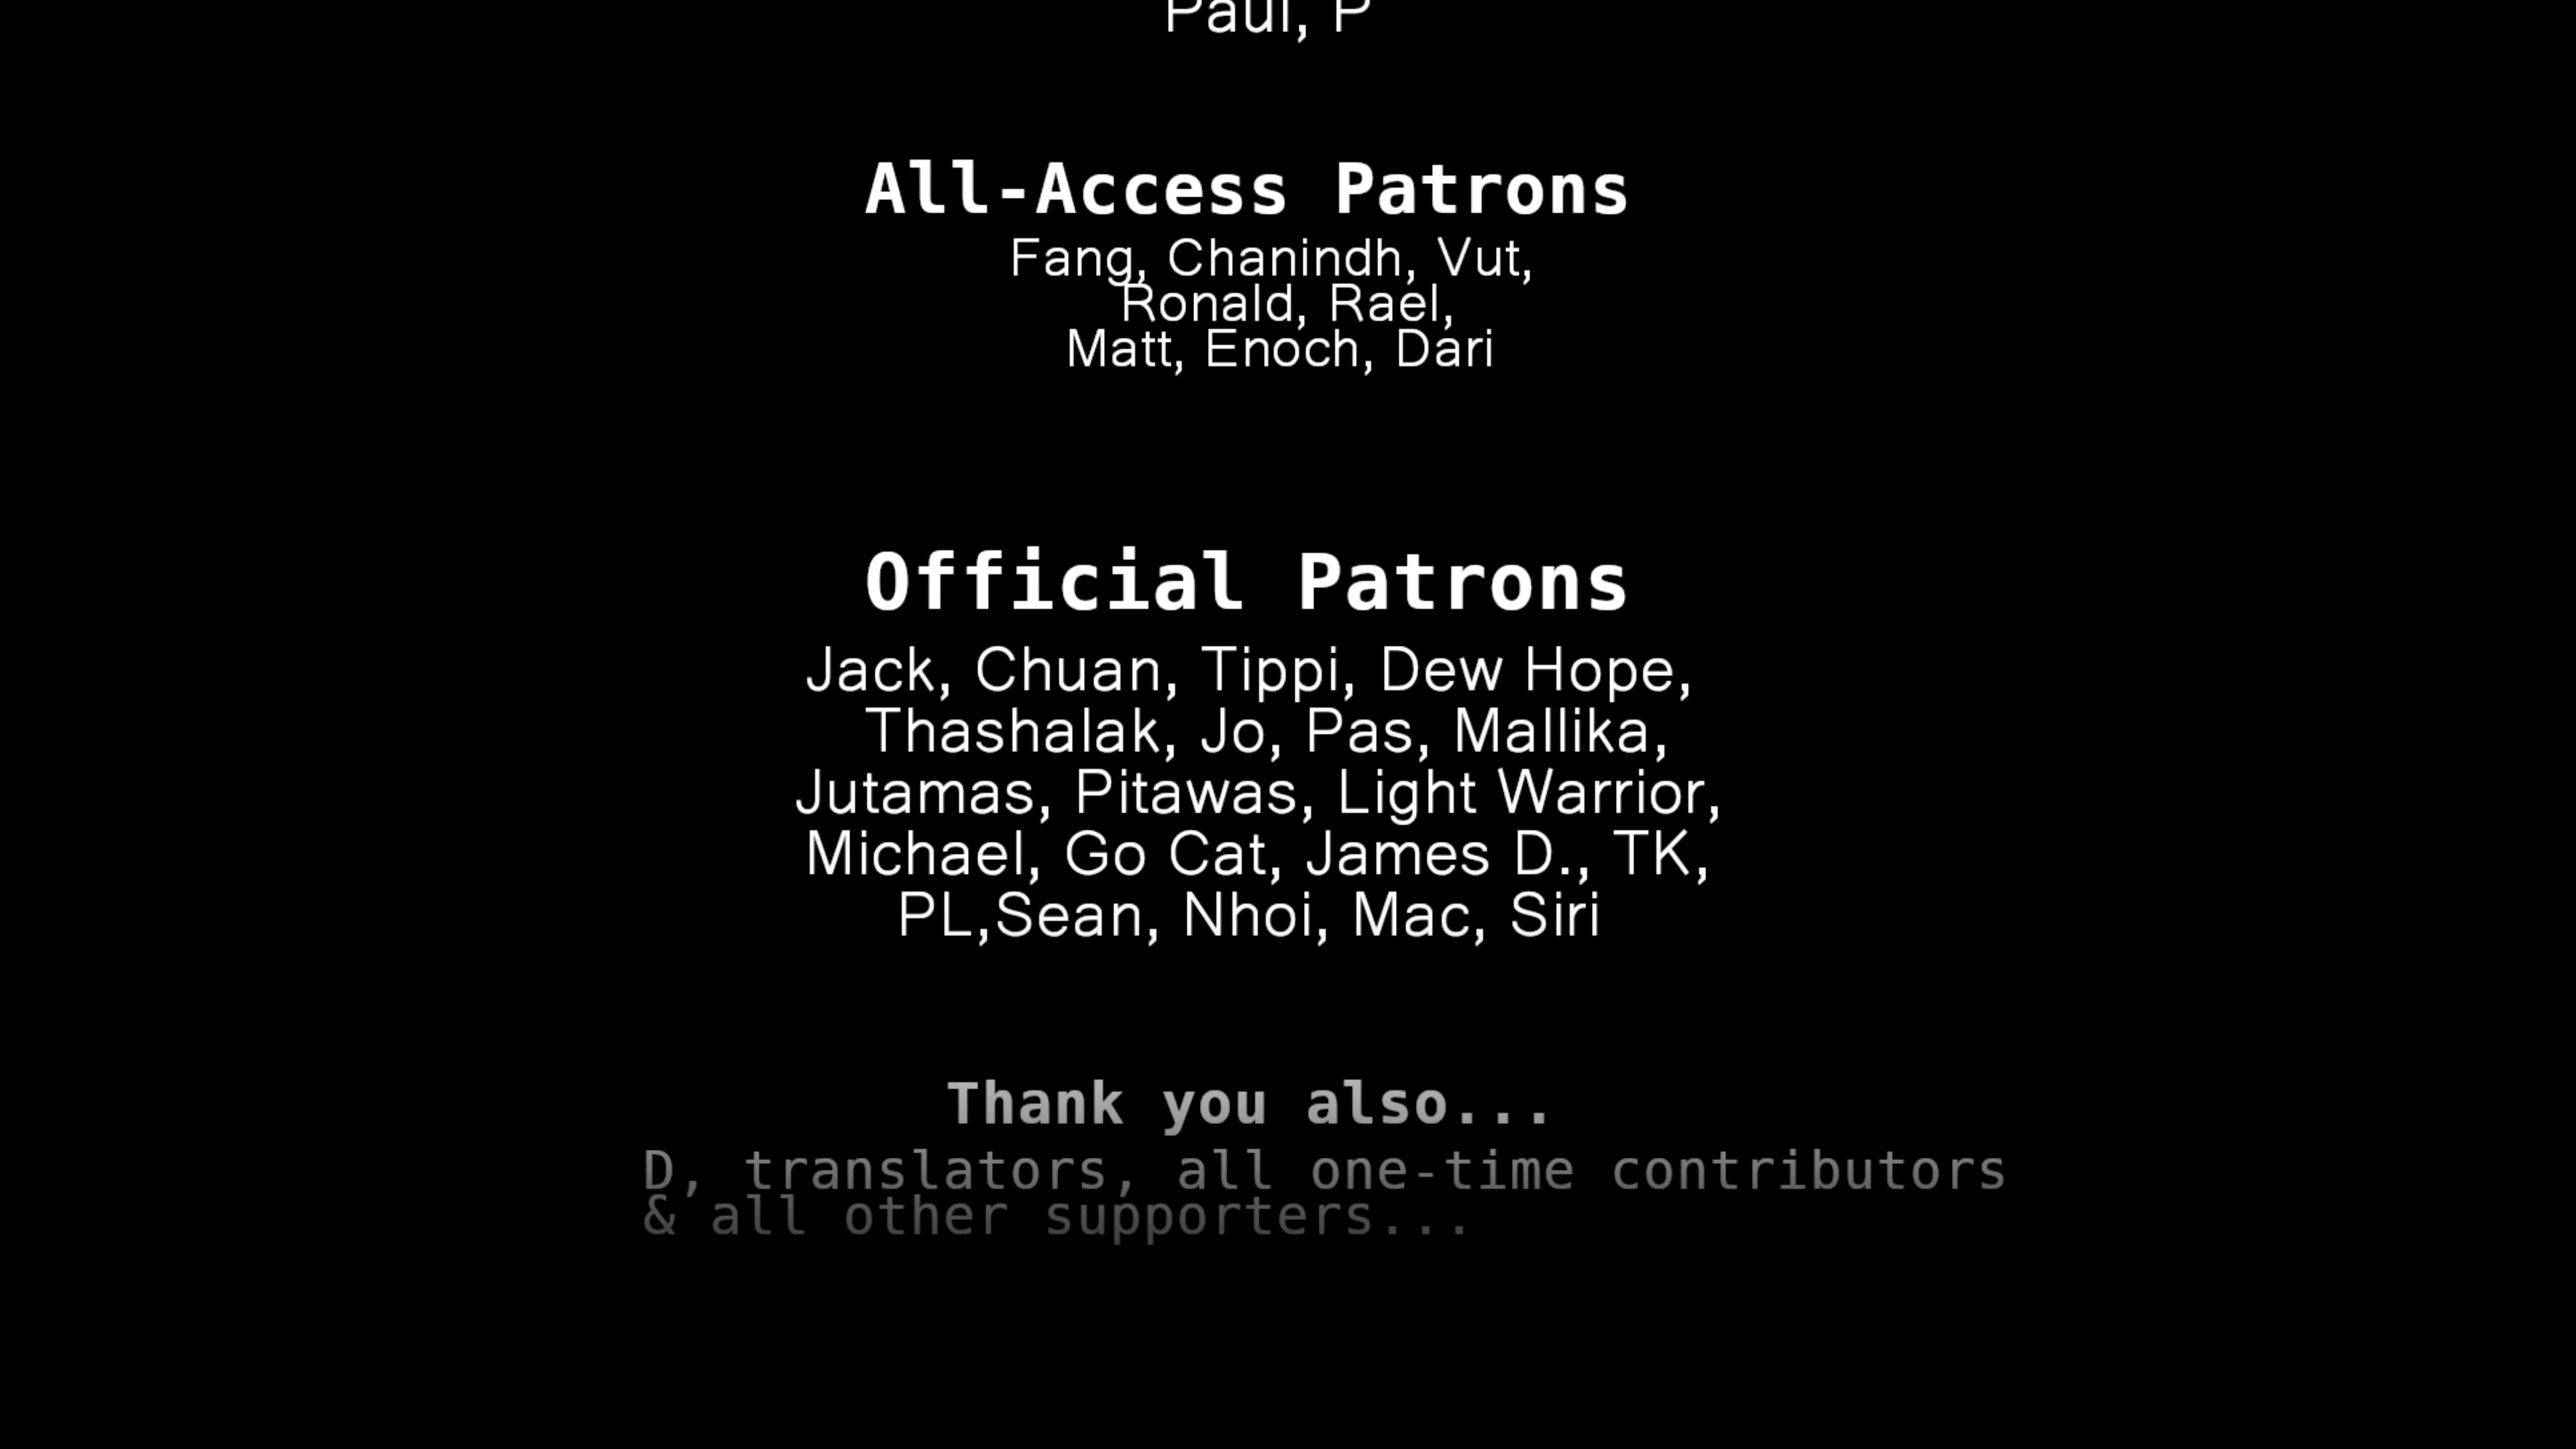 Paul, P
All-Access Patrons
Fang, Chanindh, Vut,
Ronald, Rael,
Matt, Enoch, Dari
Official Patrons
Jack, Chuan, Tippi, Dew Hope,
Thashalak, Jo, Pas, Mallika,
Jutamas, Pitawas, Light Warrior,
Michael, Go Cat, James D., TK,
PL,Sean, Nhoi, Mac, Siri
Thank you also...
D, translators, all one-time contributors
& all other supporters...